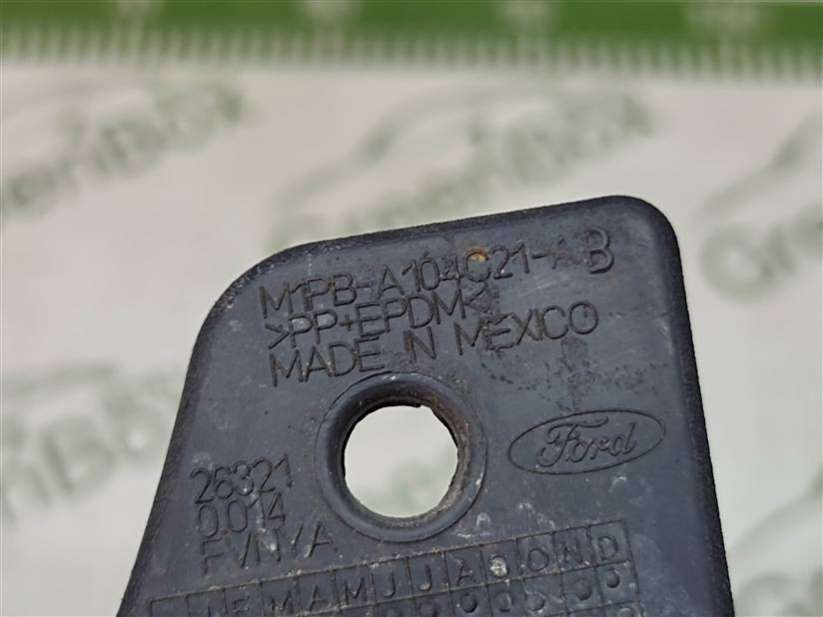 M1PB-A104C21-AB
>PP+EPDM<
MADE IN MEXICO
Ford
26321
0014
FVNYA
J F M A M J J A S O N D